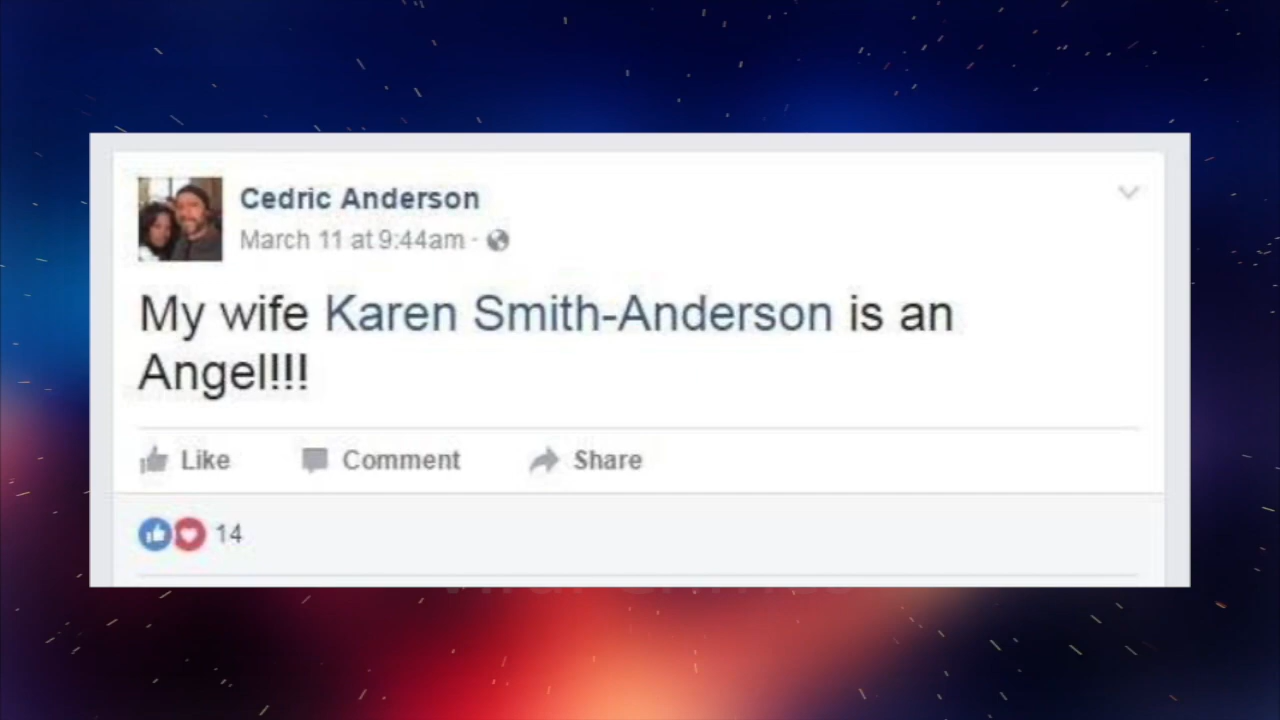 Cedric Anderson
March 11 at 9:44am ·
My wife Karen Smith-Anderson is an
Angel!!!
Like Comment Share
14